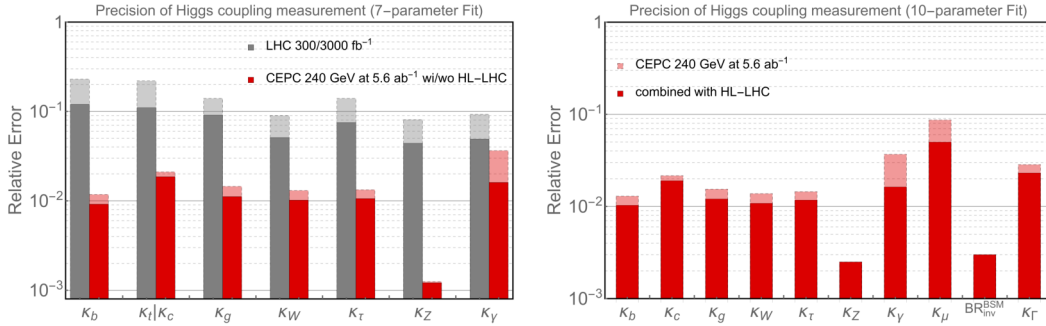 Precision of Higgs coupling measurement (7−parameter Fit)
LHC 300/3000 fb⁻¹
CEPC 240 GeV at 5.6 ab⁻¹ wi/wo HL−LHC
Relative Error
1
10⁻¹
10⁻²
10⁻³
κb κt|κc κg κW κτ κZ κγ
Precision of Higgs coupling measurement (10−parameter Fit)
CEPC 240 GeV at 5.6 ab⁻¹
combined with HL−LHC
Relative Error
1
10⁻¹
10⁻²
10⁻³
κb κc κg κW κτ κZ κγ κμ BR^BSM_inv κΓ